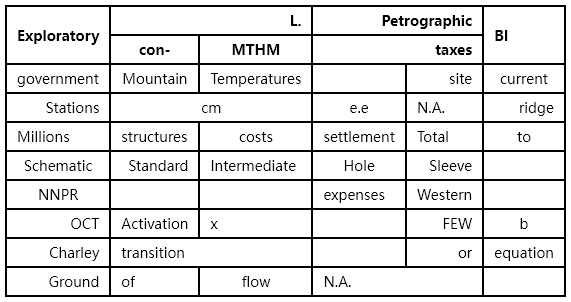 Exploratory L. Petrographic BI
con- MTHM taxes
government Mountain Temperatures site current
Stations cm e.e N.A. ridge
Millions structures costs settlement Total to
Schematic Standard Intermediate Hole Sleeve
NNPR expenses Western
OCT Activation x FEW b
Charley transition or equation
Ground of flow N.A.